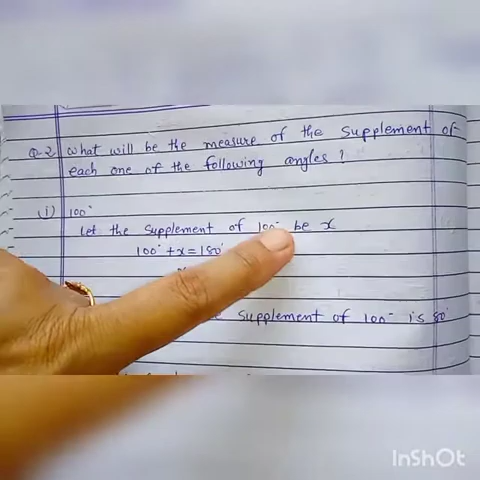 Q-2 What will be the measure of the supplement of
each one of the following angles?
(i) 100°
Let the supplement of 100° be x
100° + x = 180°
supplement of 100° is 80°
InShOt